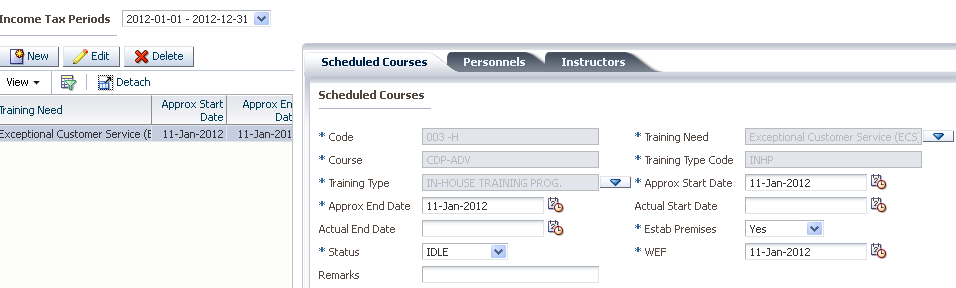 Income Tax Periods 2012-01-01 - 2012-12-31
New Edit Delete
View Detach
Training Need Approx Start Date Approx En Dat
Exceptional Customer Service (E 11-Jan-2012 11-Jan-201
Scheduled Courses Personnels Instructors
Scheduled Courses
* Code 003 -H * Training Need Exceptional Customer Service (ECS
* Course CDP-ADV * Training Type Code INHP
* Training Type IN-HOUSE TRAINING PROG. * Approx Start Date 11-Jan-2012
* Approx End Date 11-Jan-2012 Actual Start Date
Actual End Date * Estab Premises Yes
* Status IDLE * WEF 11-Jan-2012
Remarks